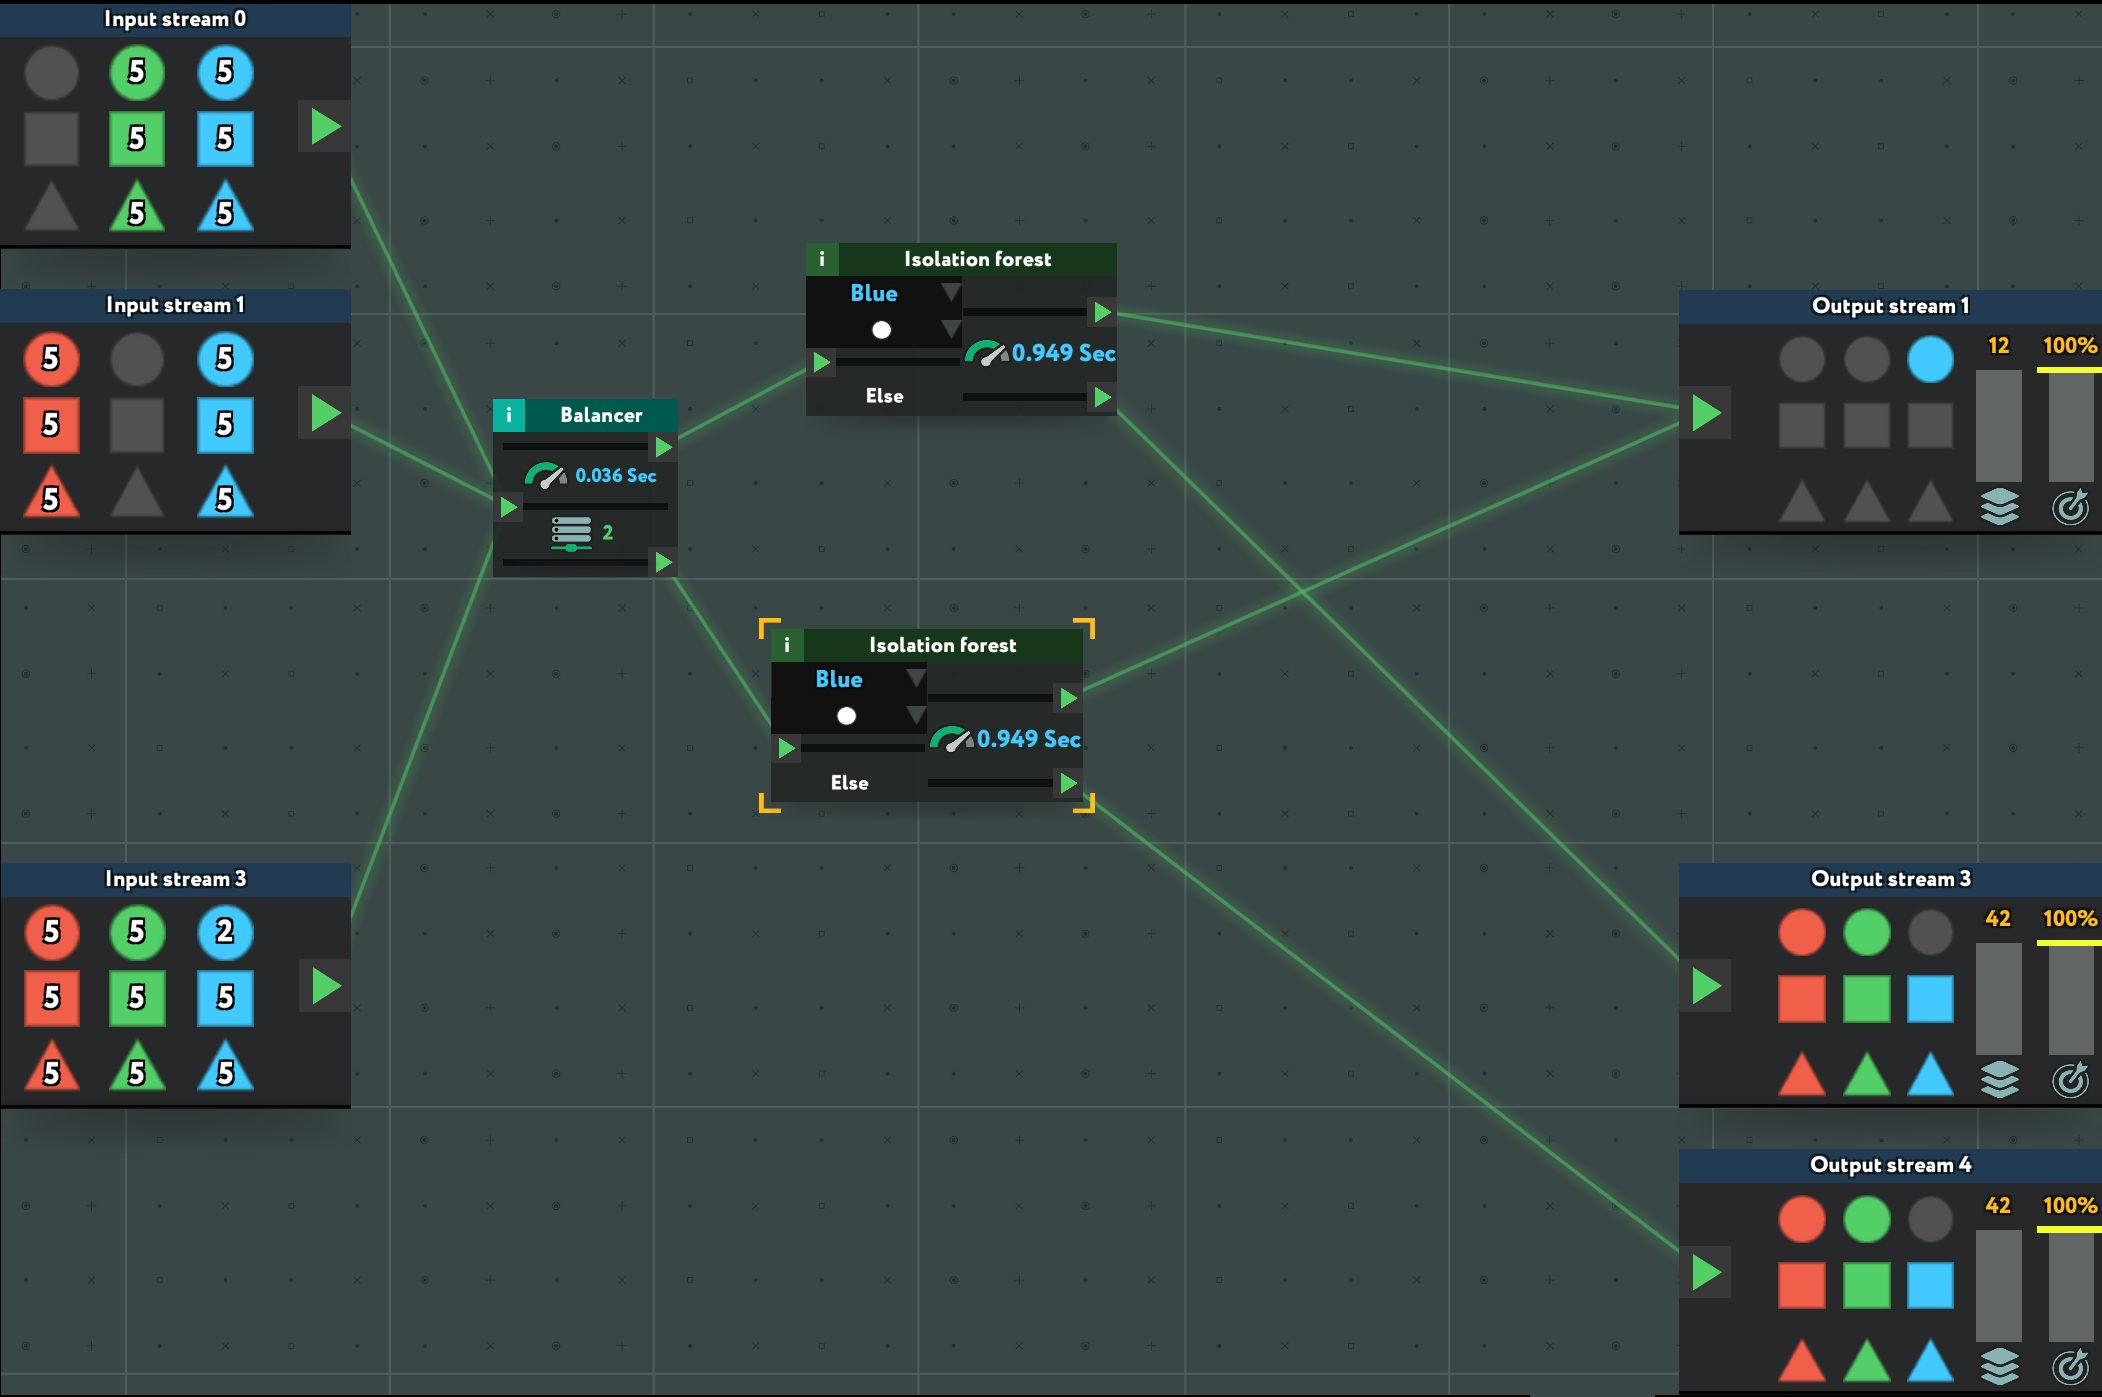 Input stream 0
5 5
5 5
5 5
Input stream 1
5 5
5 5
5 5
Balancer
i
0.036 Sec
2
Isolation forest
i
Blue
0.949 Sec
Else
Isolation forest
i
Blue
0.949 Sec
Else
Input stream 3
5 5 2
5 5 5
5 5 5
Output stream 1
12 100%
Output stream 3
42 100%
Output stream 4
42 100%